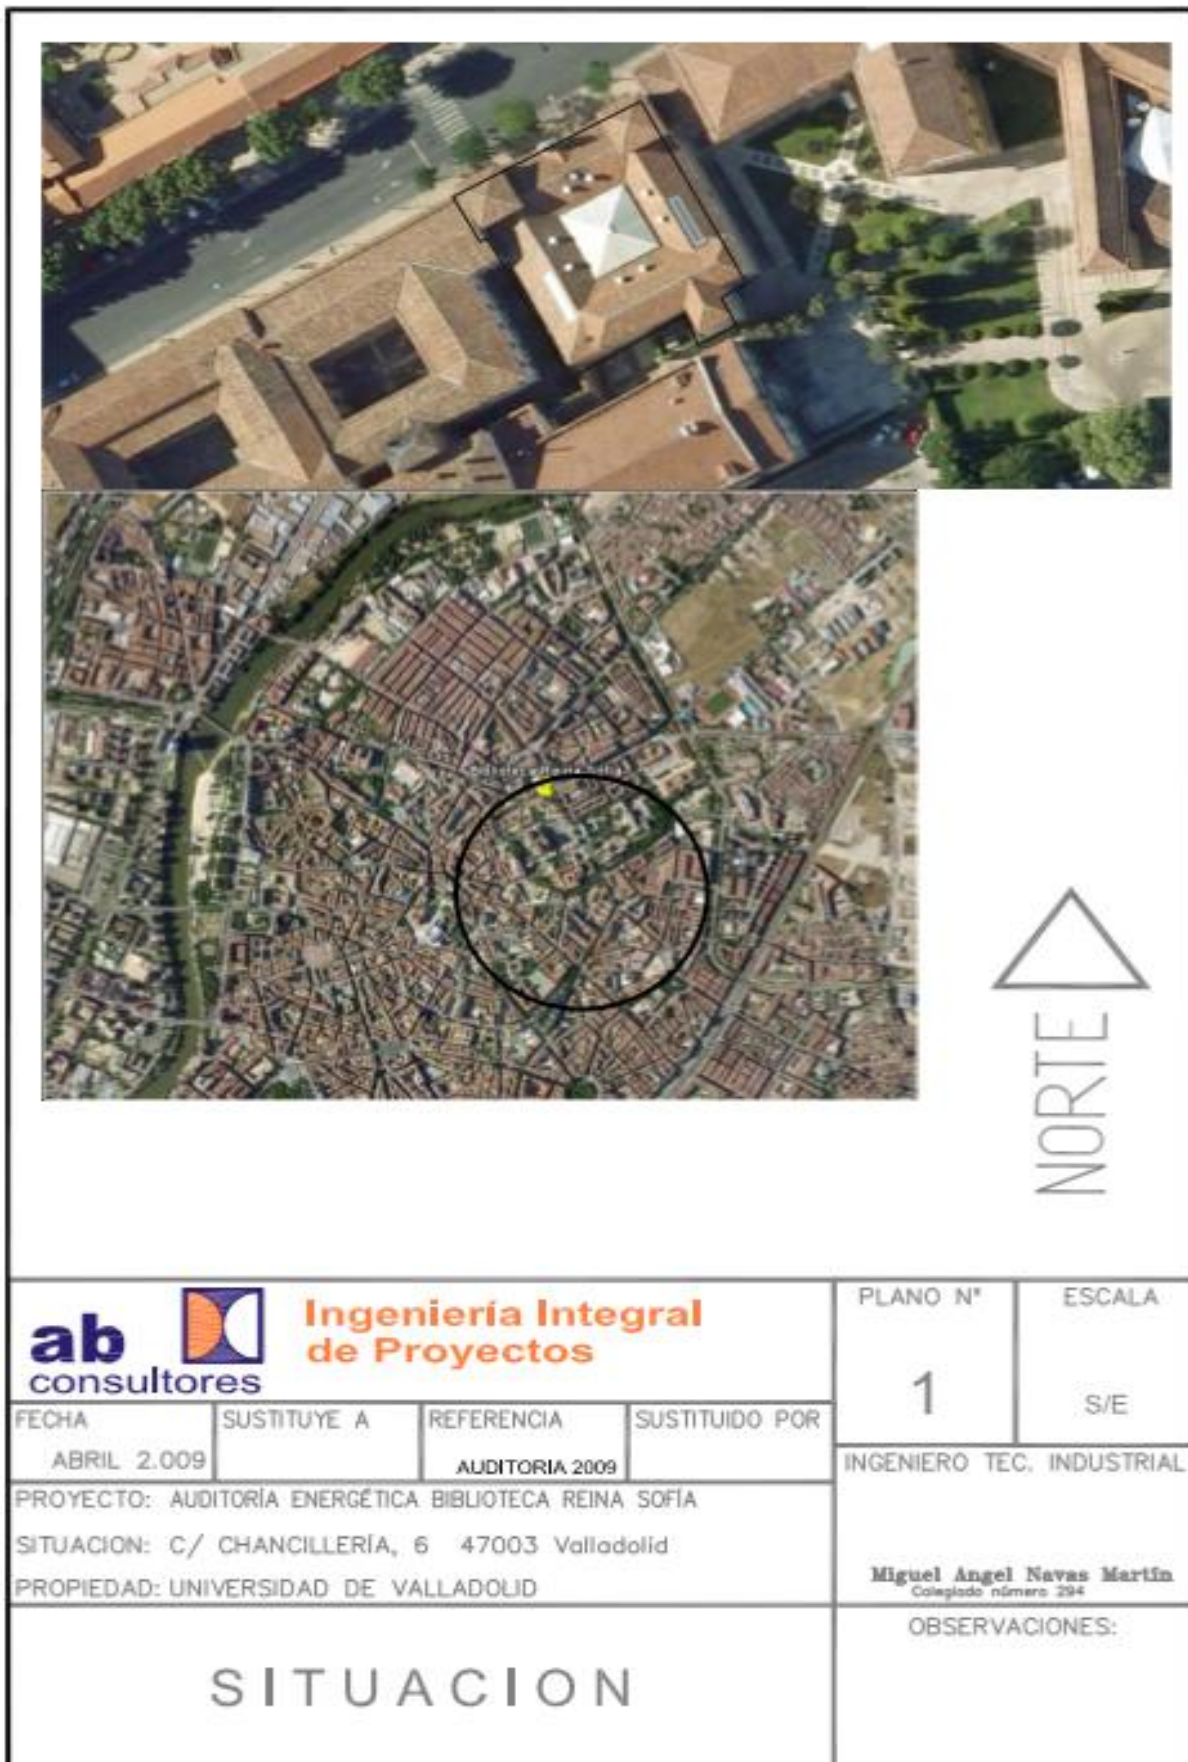 NORTE
ab
consultores
Ingeniería Integral
de Proyectos
PLANO Nº
1
ESCALA
S/E
FECHA
ABRIL 2.009
SUSTITUYE A
REFERENCIA
AUDITORIA 2009
SUSTITUIDO POR
INGENIERO TEC. INDUSTRIAL
Miguel Angel Navas Martín
Colegiado número 294
PROYECTO: AUDITORÍA ENERGÉTICA BIBLIOTECA REINA SOFÍA
SITUACION: C/ CHANCILLERÍA, 6 47003 Valladolid
PROPIEDAD: UNIVERSIDAD DE VALLADOLID
OBSERVACIONES:
SITUACION